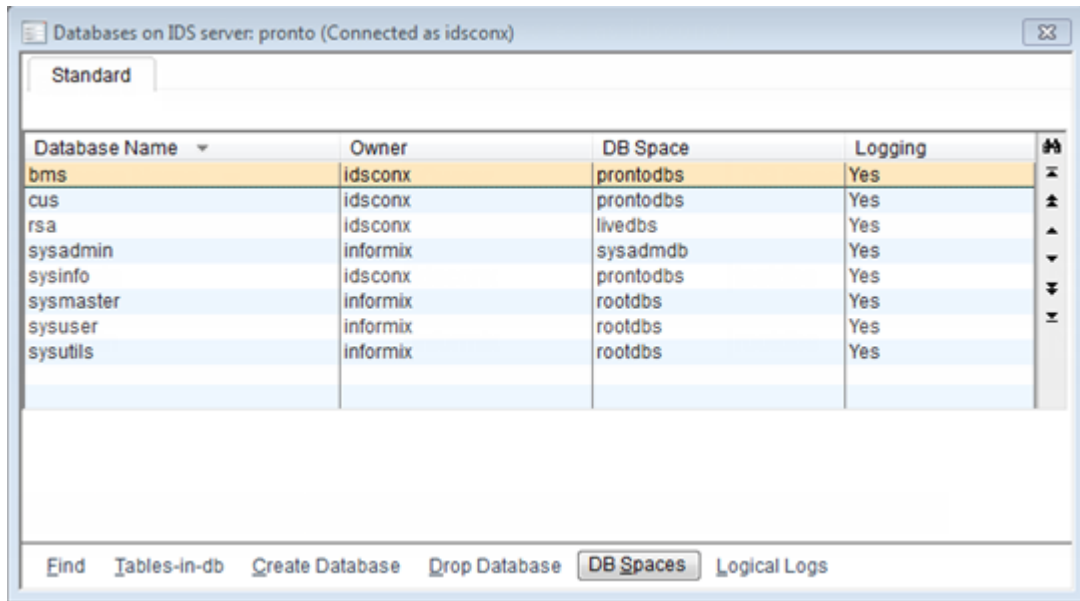 Databases on IDS server: pronto (Connected as idsconx)
Standard
Database Name Owner DB Space Logging
bms idsconx prontodbs Yes
cus idsconx prontodbs Yes
rsa idsconx livedbs Yes
sysadmin informix sysadmdb Yes
sysinfo idsconx prontodbs Yes
sysmaster informix rootdbs Yes
sysuser informix rootdbs Yes
sysutils informix rootdbs Yes
Find Tables-in-db Create Database Drop Database DB Spaces Logical Logs